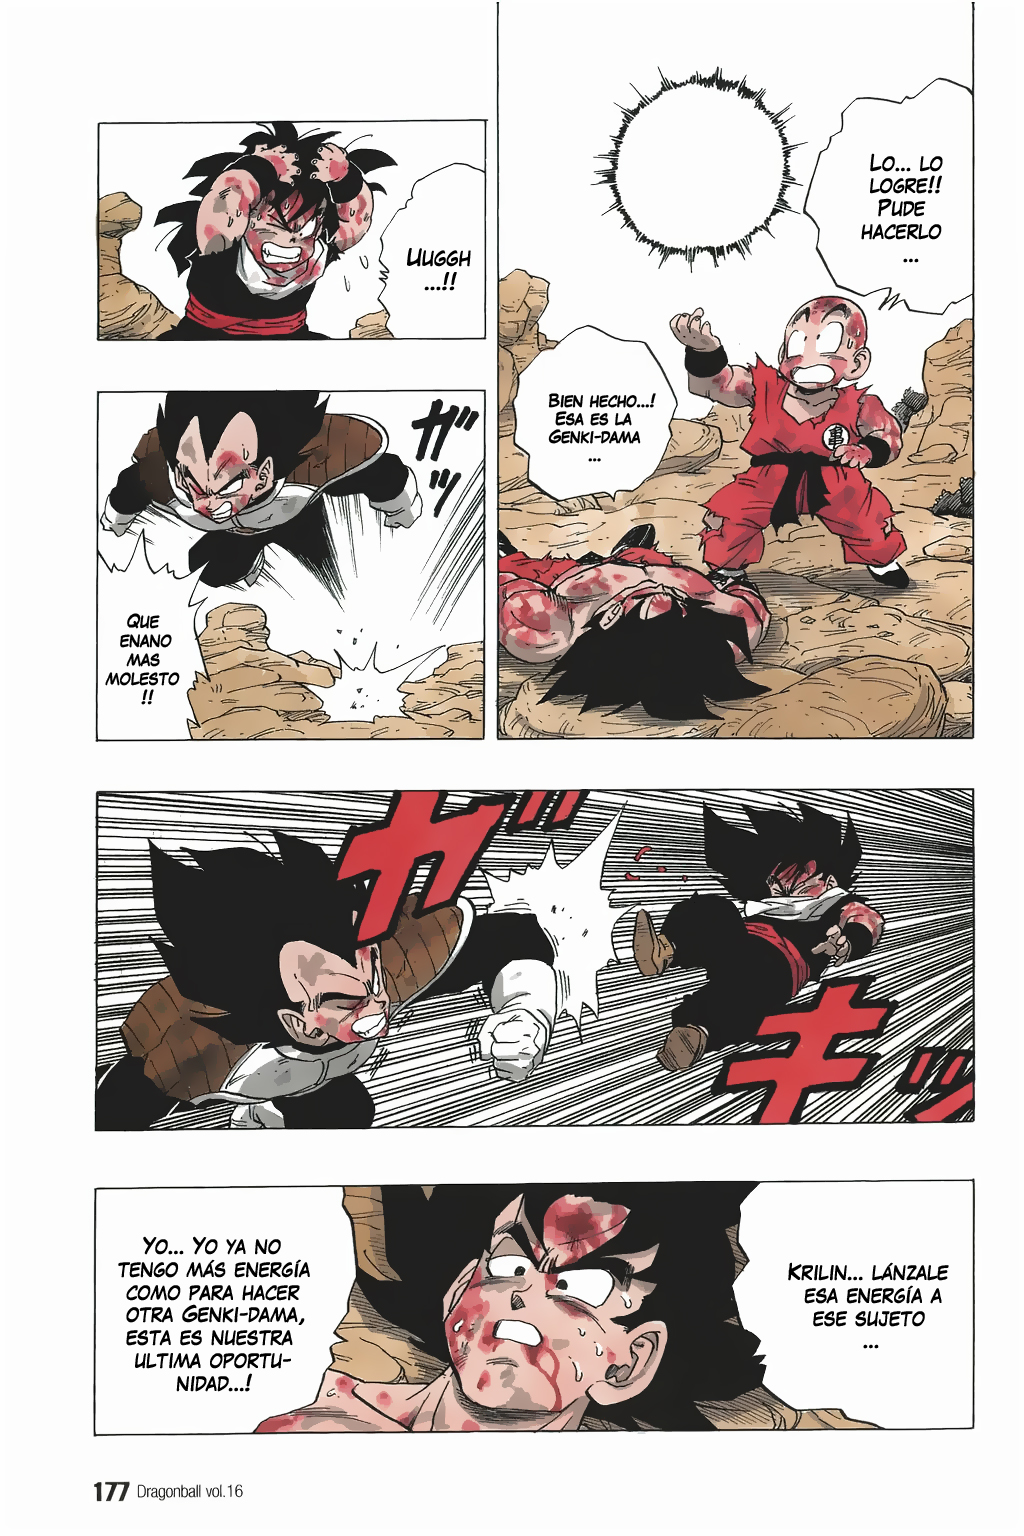 LO... LO
LOGRE!!
PUDE
HACERLO
...
BIEN HECHO...!
ESA ES LA
GENKI-DAMA
...
UUGGH
...!!
ガ
ッ
QUE
ENANO
MAS
MOLESTO
!!
ガッ
キッ
KRILIN... LÁNZALE
ESA ENERGÍA A
ESE SUJETO
...
YO... YO YA NO
TENGO MÁS ENERGÍA
COMO PARA HACER
OTRA GENKI-DAMA,
ESTA ES NUESTRA
ULTIMA OPORTU-
NIDAD...!
177 Dragonball vol.16